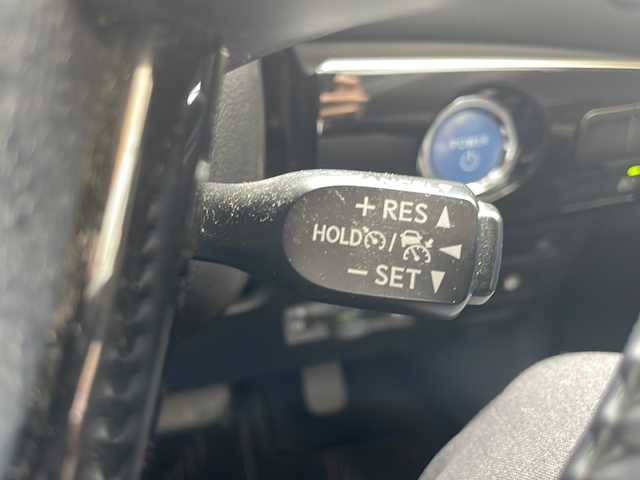 POWER
+ RES
HOLD /
− SET